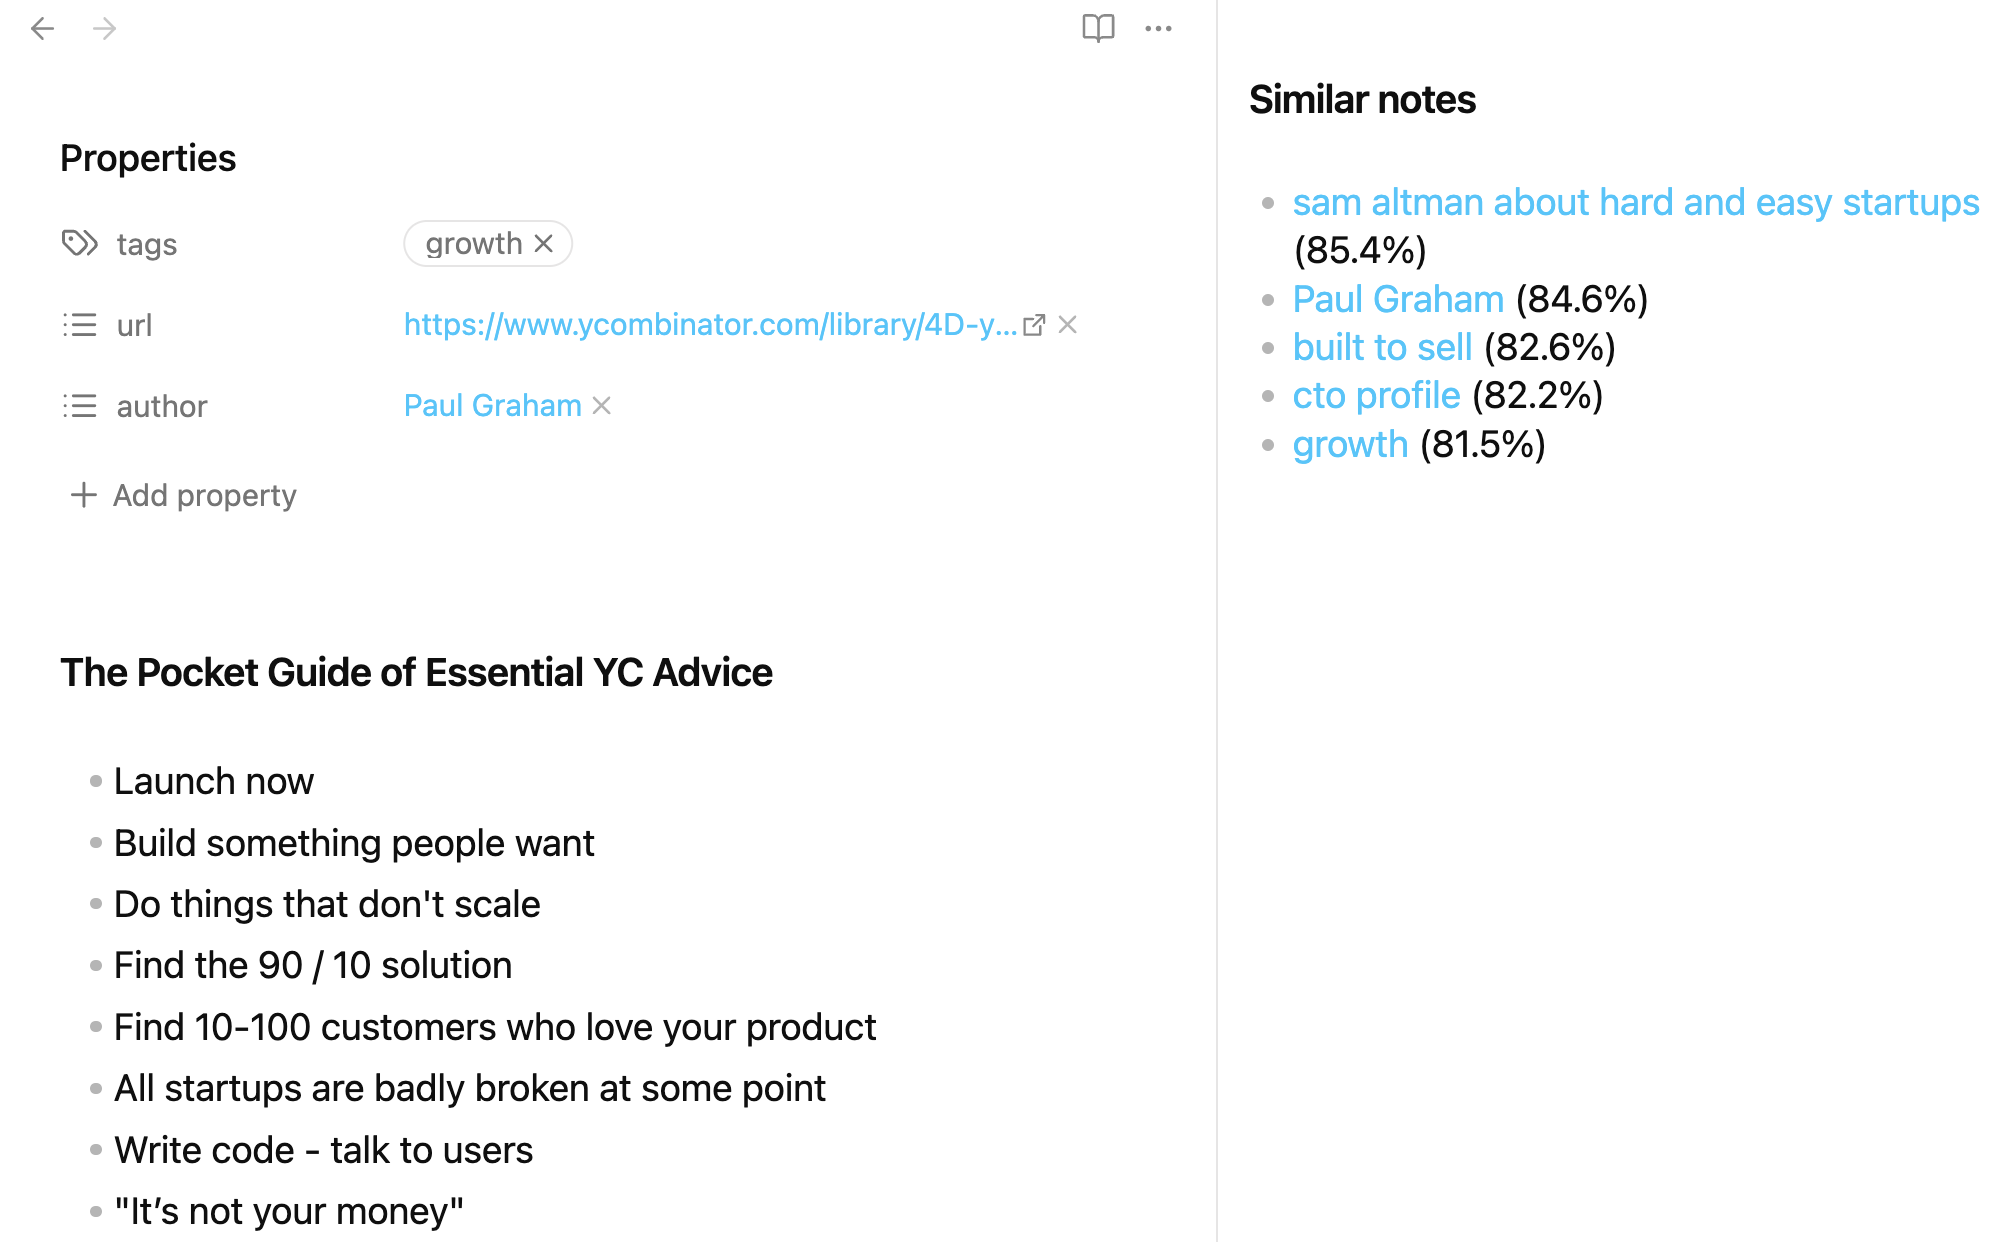 Properties
tags
growth
url
https://www.ycombinator.com/library/4D-y...
author
Paul Graham
Add property
The Pocket Guide of Essential YC Advice
Launch now
Build something people want
Do things that don't scale
Find the 90 / 10 solution
Find 10-100 customers who love your product
All startups are badly broken at some point
Write code - talk to users
"It’s not your money"
Similar notes
sam altman about hard and easy startups
(85.4%)
Paul Graham (84.6%)
built to sell (82.6%)
cto profile (82.2%)
growth (81.5%)